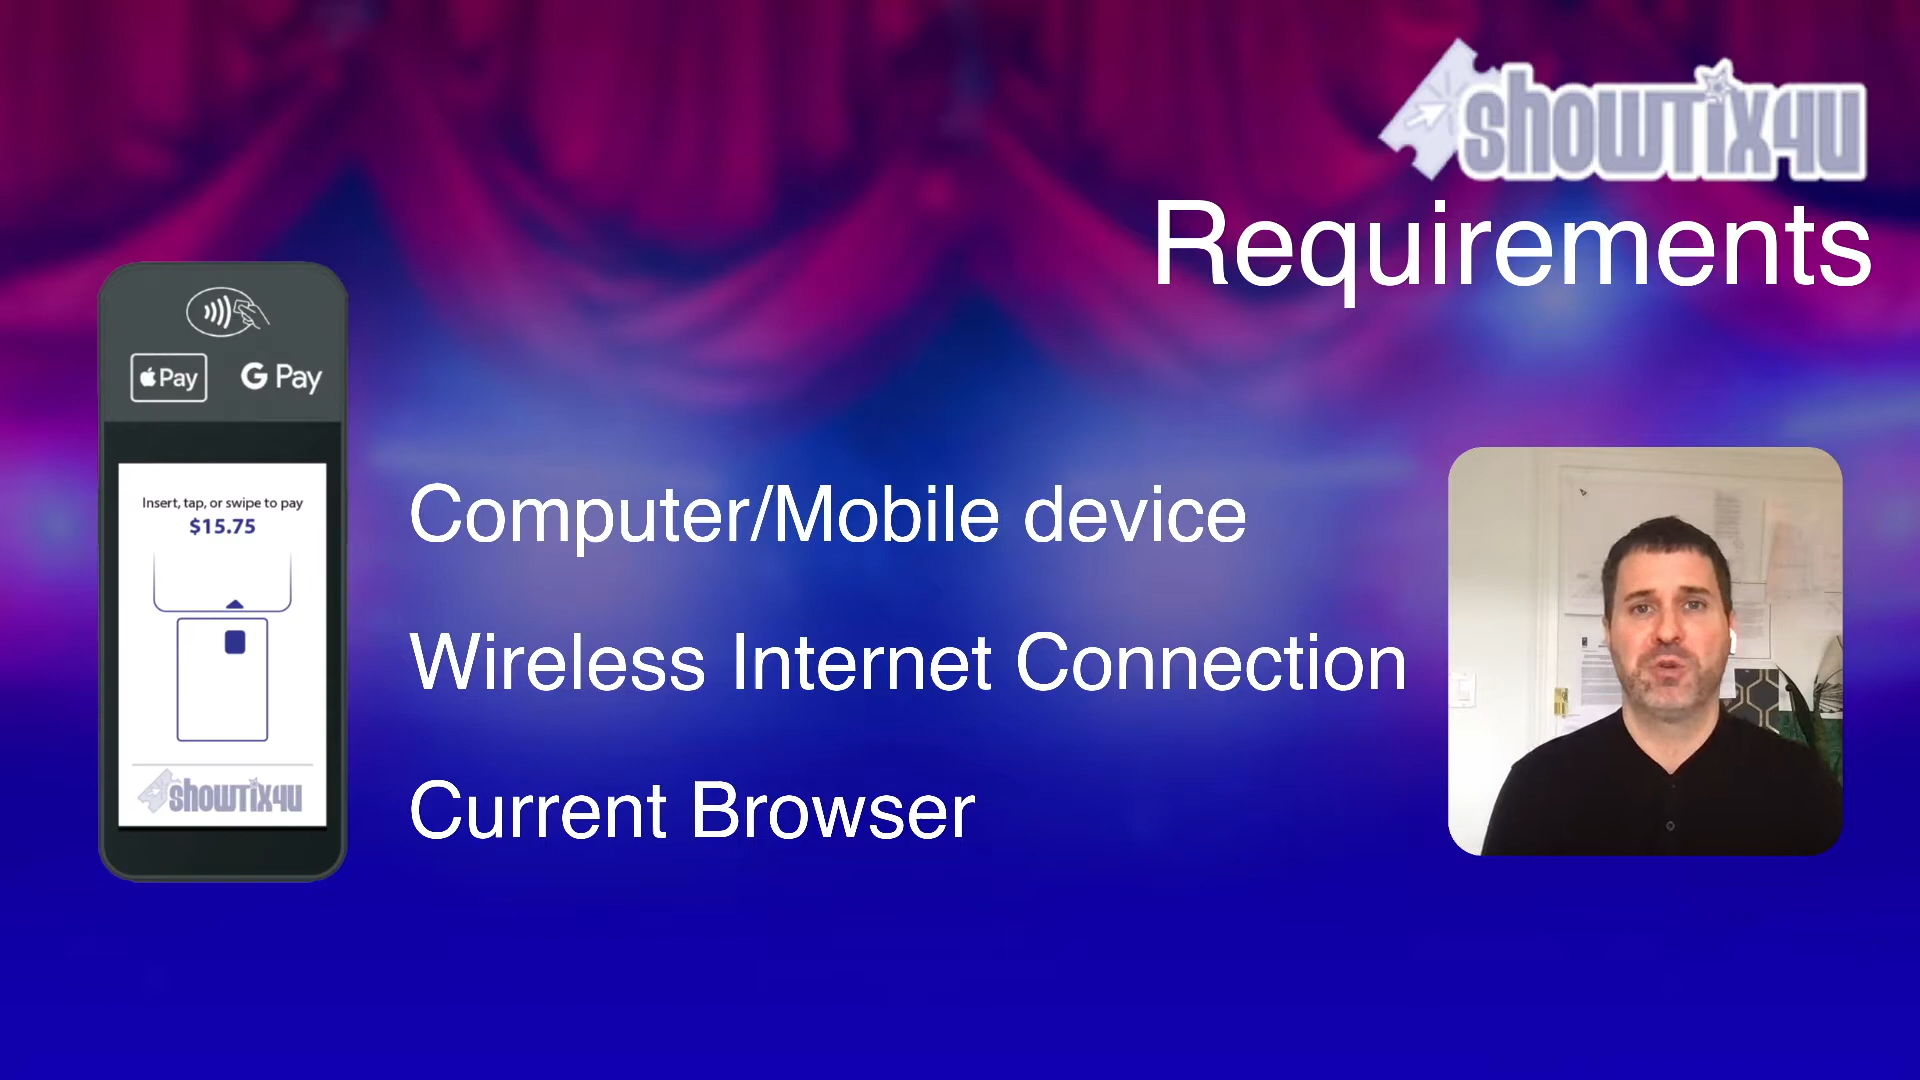 showtix4u
Requirements
Pay
G Pay
Insert, tap, or swipe to pay
$15.75
showtix4u
Computer/Mobile device
Wireless Internet Connection
Current Browser